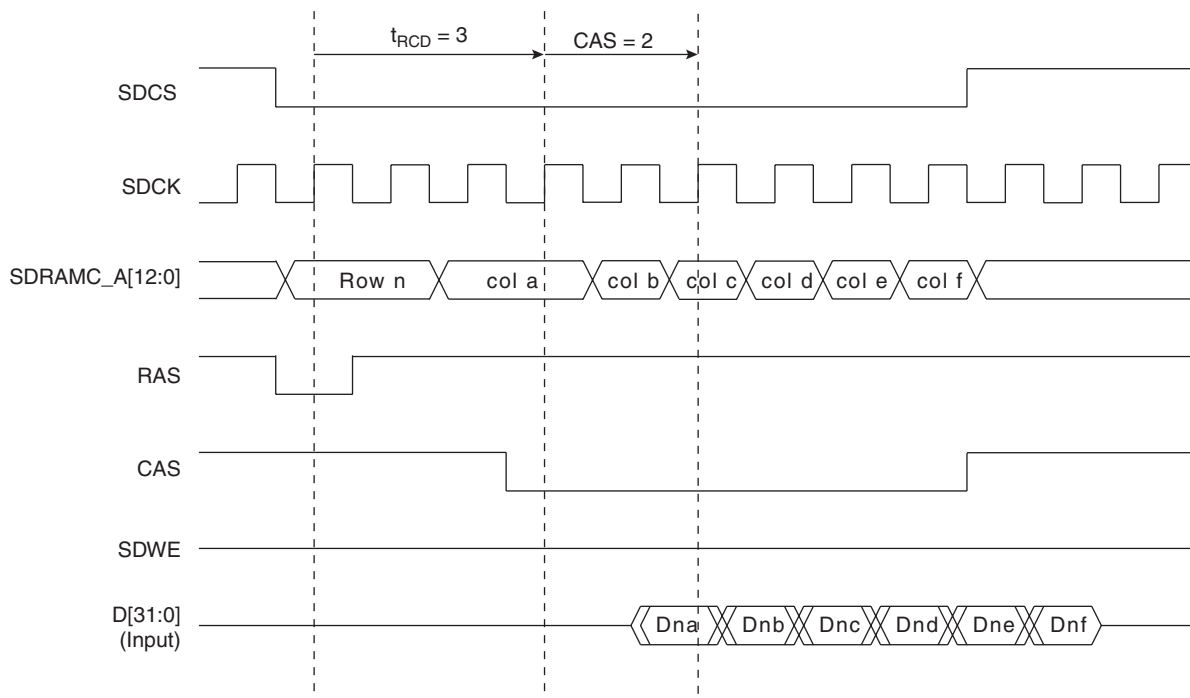 t_RCD = 3
CAS = 2
SDCS
SDCK
SDRAMC_A[12:0]
Row n
col a
col b
col c
col d
col e
col f
RAS
CAS
SDWE
D[31:0]
(Input)
Dna
Dnb
Dnc
Dnd
Dne
Dnf